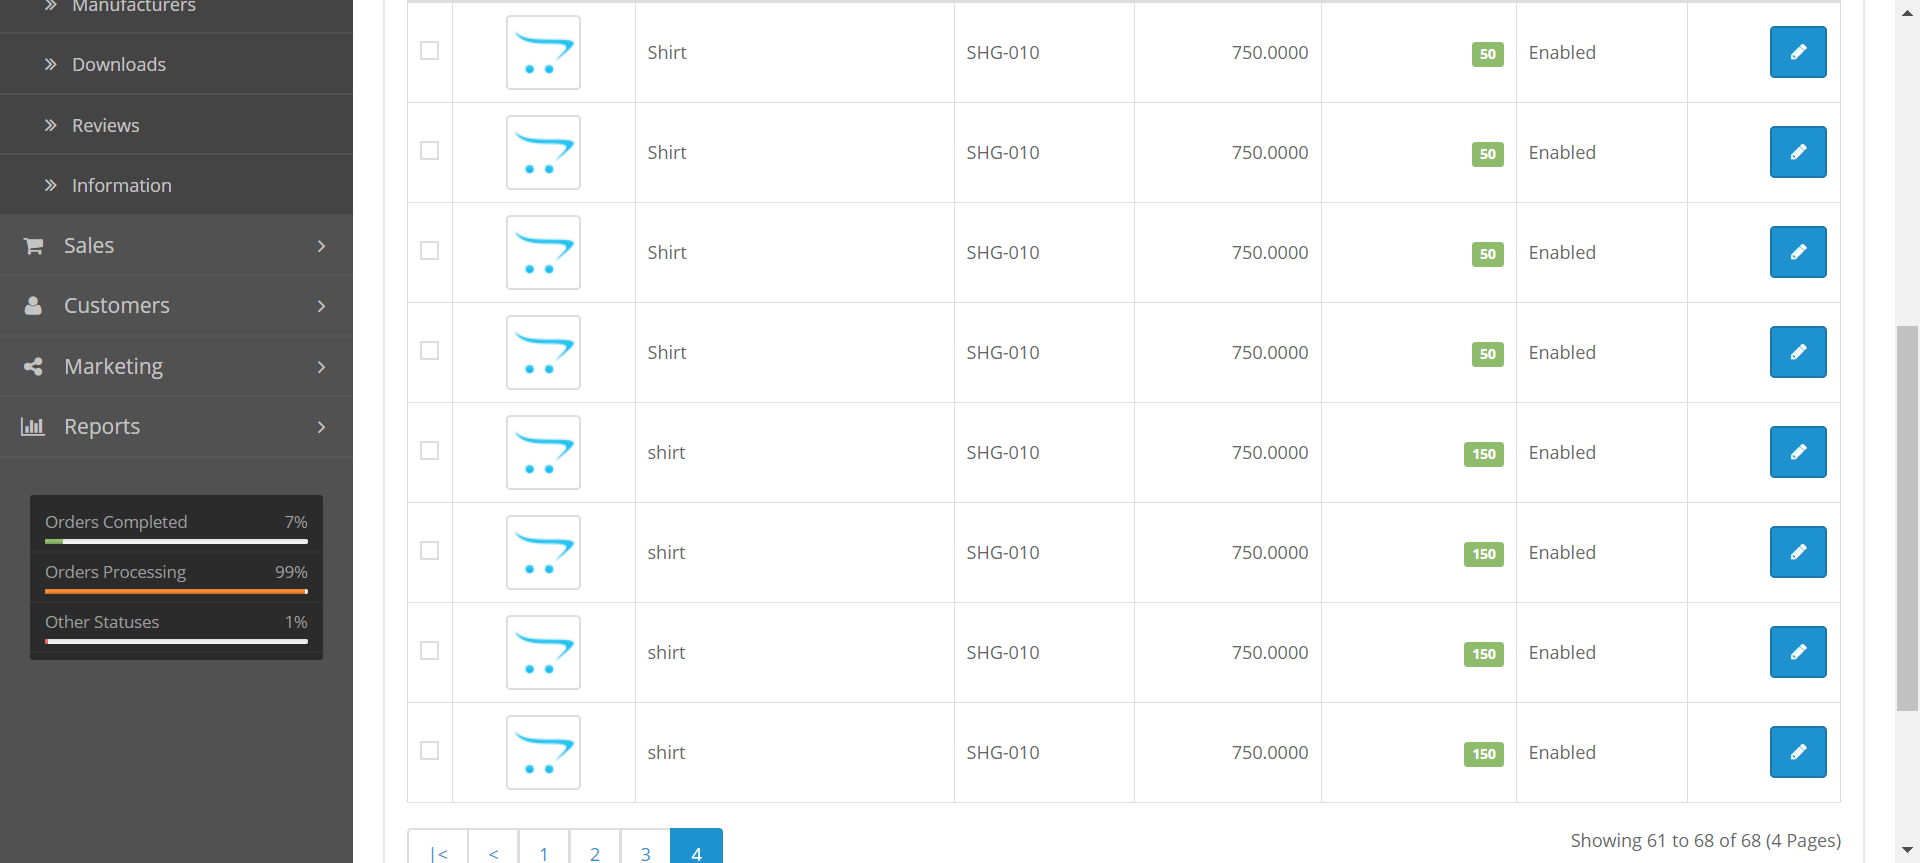 Manufacturers
Downloads
Reviews
Information
Sales
Customers
Marketing
Reports
Orders Completed 7%
Orders Processing 99%
Other Statuses 1%
Shirt SHG-010 750.0000 50 Enabled
Shirt SHG-010 750.0000 50 Enabled
Shirt SHG-010 750.0000 50 Enabled
Shirt SHG-010 750.0000 50 Enabled
shirt SHG-010 750.0000 150 Enabled
shirt SHG-010 750.0000 150 Enabled
shirt SHG-010 750.0000 150 Enabled
shirt SHG-010 750.0000 150 Enabled
|< < 1 2 3 4
Showing 61 to 68 of 68 (4 Pages)